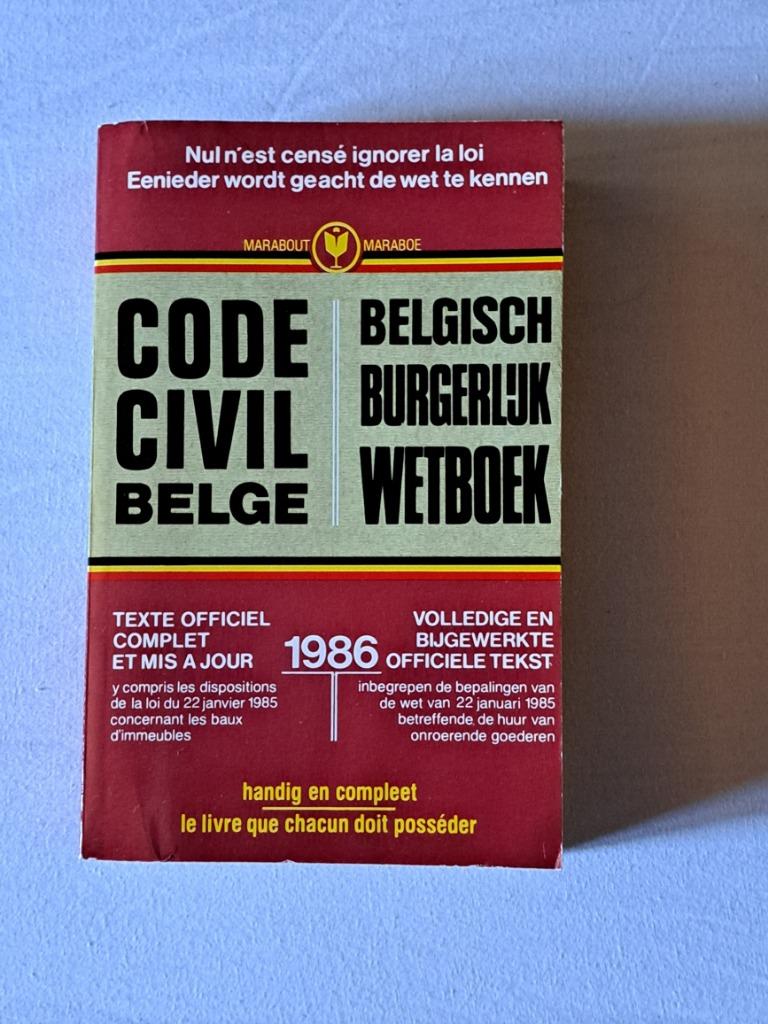 Nul n'est censé ignorer la loi
Eenieder wordt geacht de wet te kennen
MARABOUT MARABOE
CODE
CIVIL
BELGE
BELGISCH
BURGERLIJK
WETBOEK
TEXTE OFFICIEL
COMPLET
ET MIS A JOUR
y compris les dispositions
de la loi du 22 janvier 1985
concernant les baux
d'immeubles
1986
VOLLEDIGE EN
BIJGEWERKTE
OFFICIELE TEKST
inbegrepen de bepalingen van
de wet van 22 januari 1985
betreffende de huur van
onroerende goederen
handig en compleet
le livre que chacun doit posséder